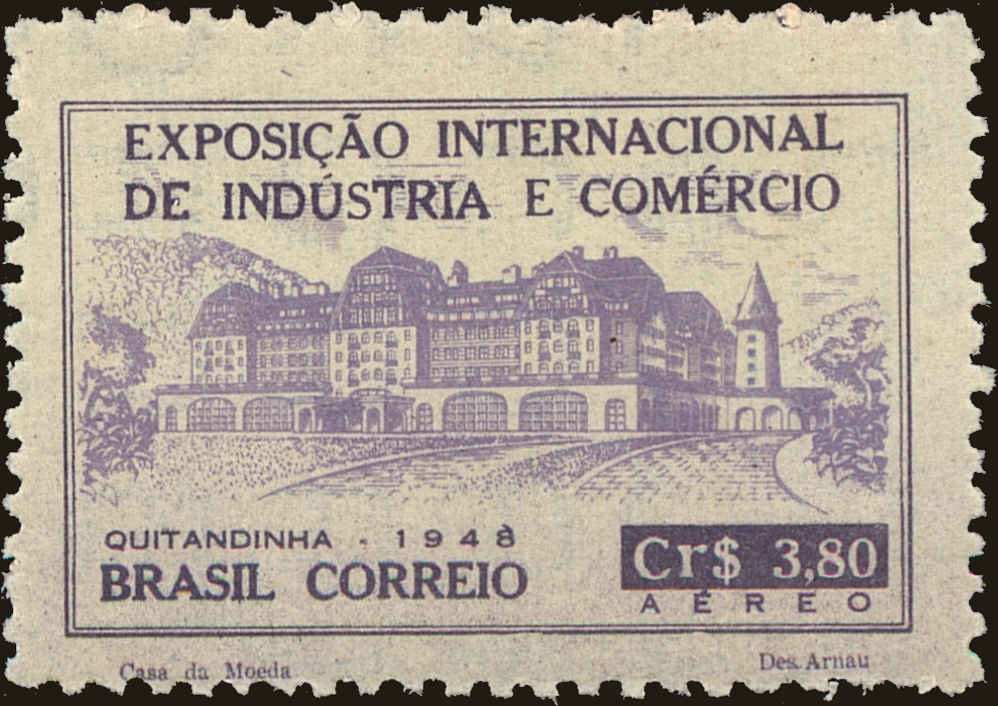 EXPOSIÇÃO INTERNACIONAL
DE INDÚSTRIA E COMÉRCIO
QUITANDINHA - 1948
BRASIL CORREIO
Cr$ 3,80
AÉREO
Casa da Moeda
Des. Arnau